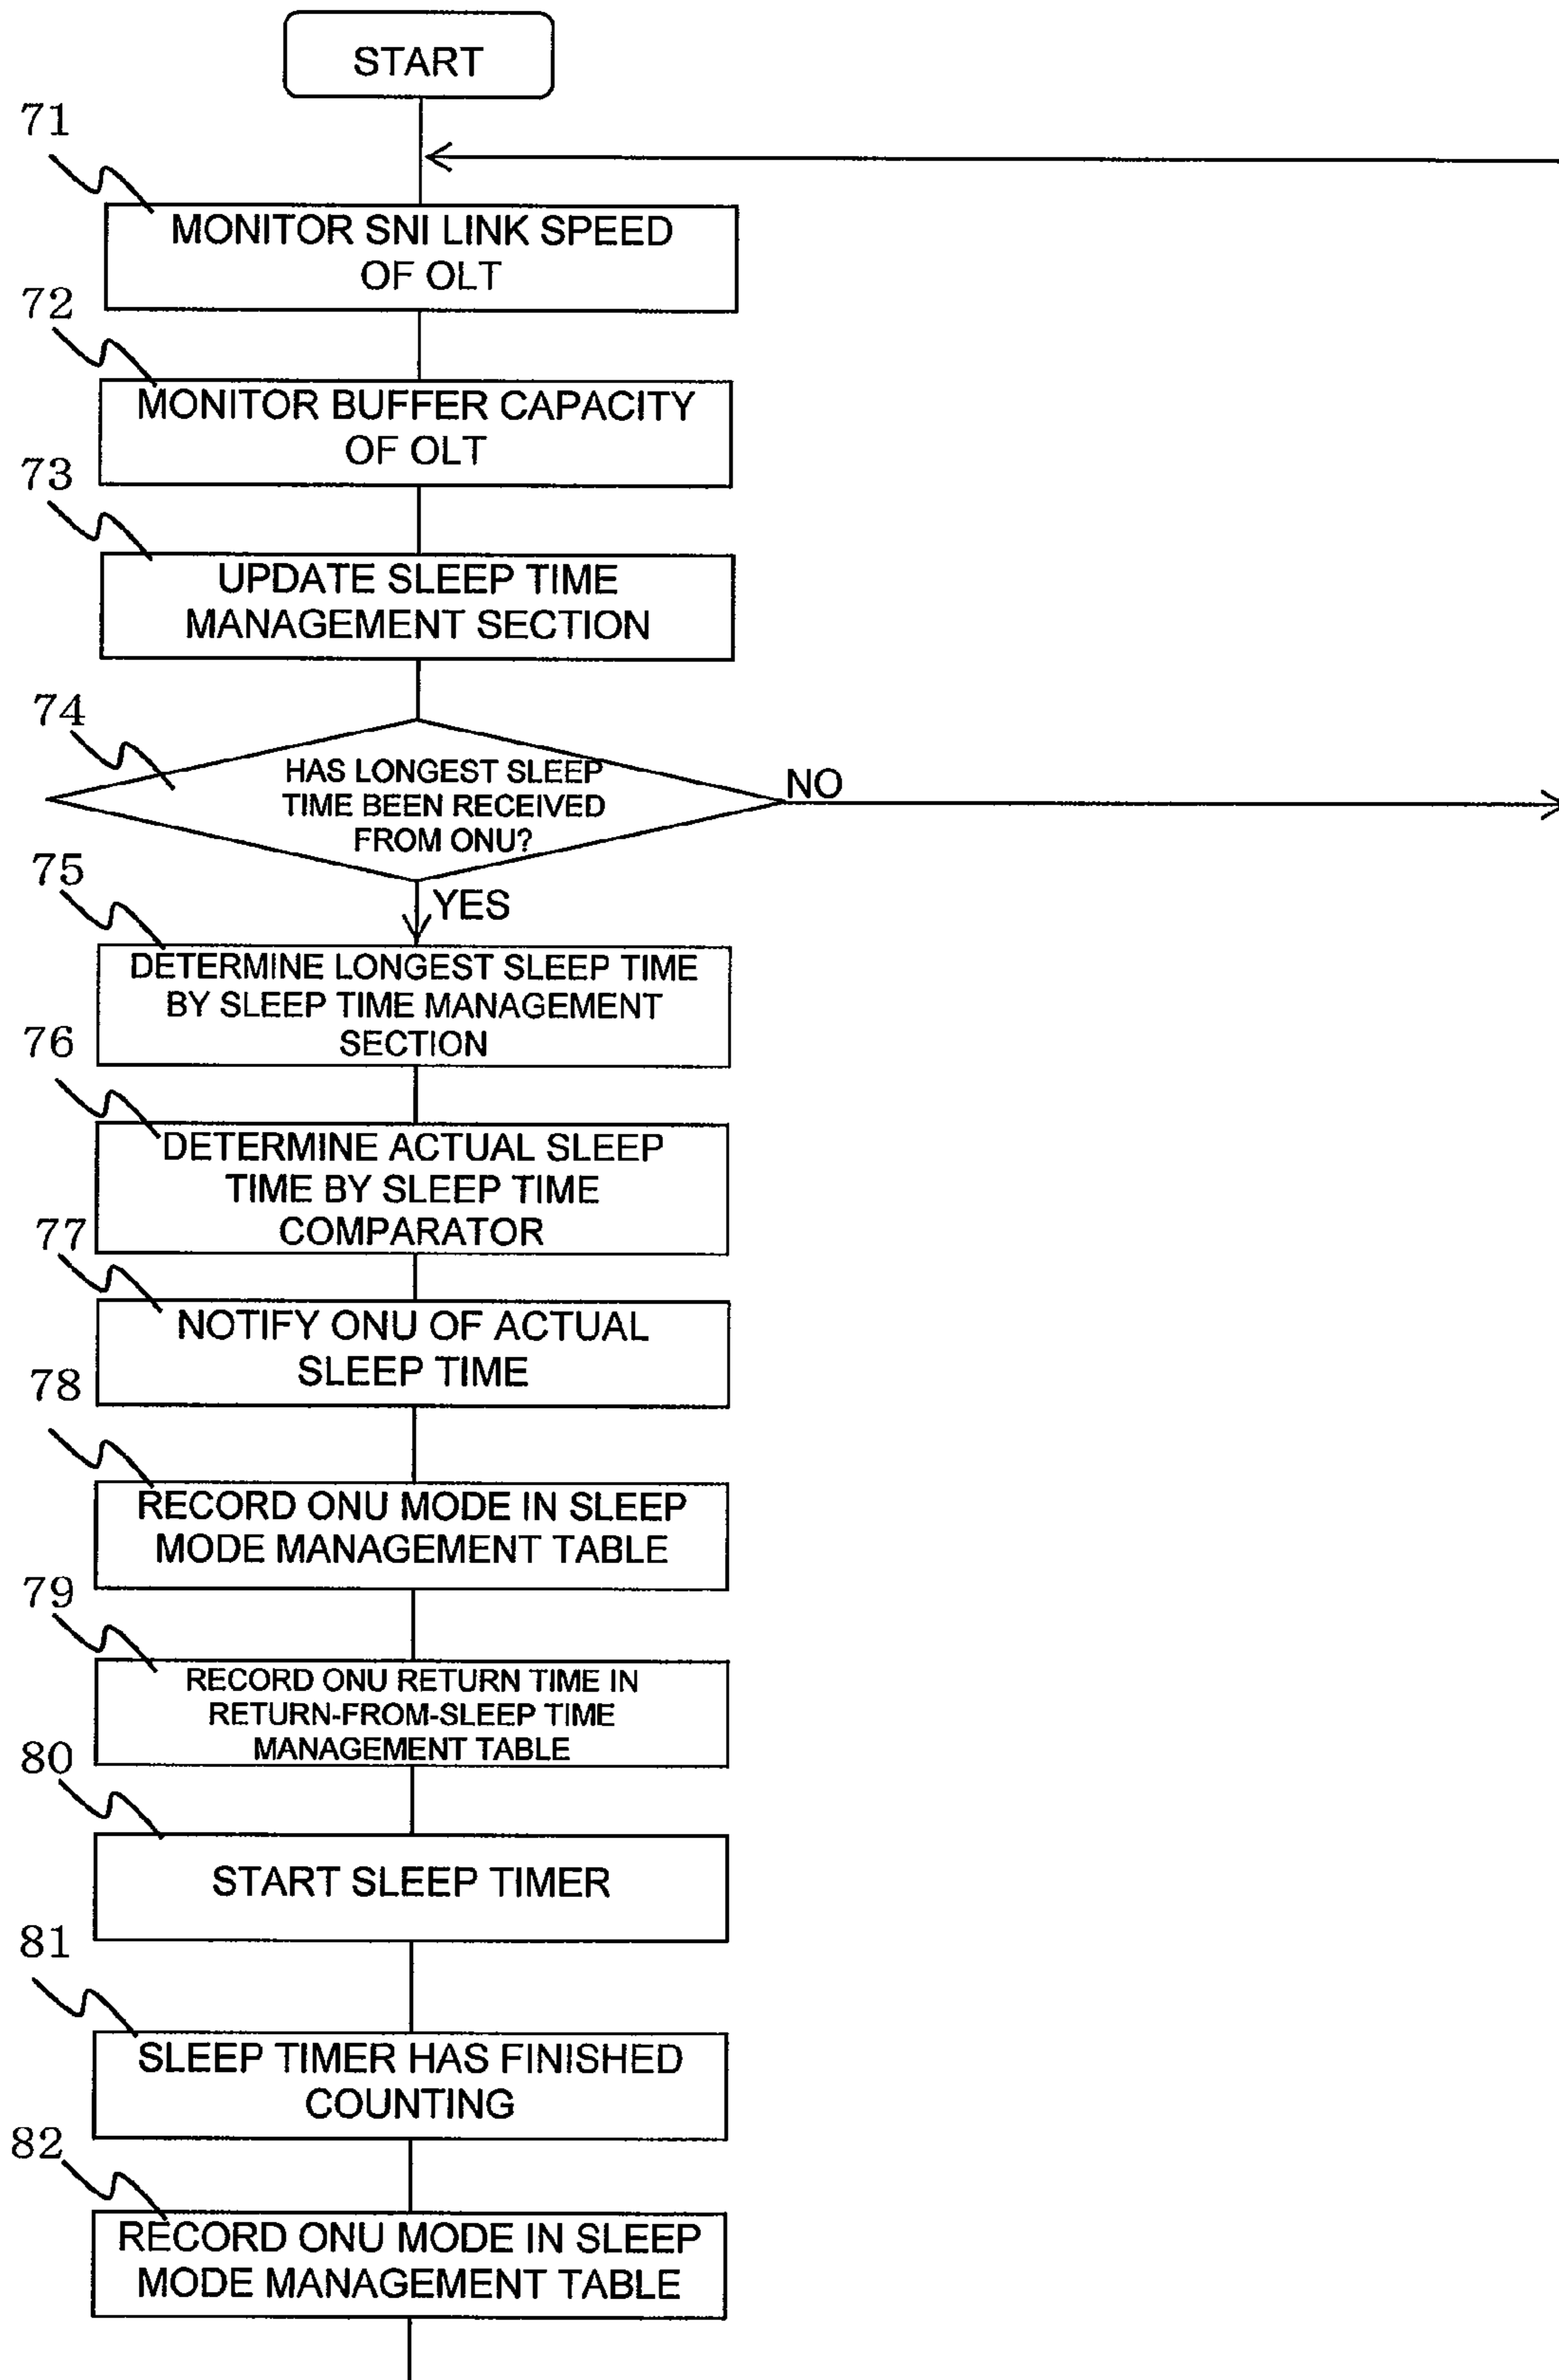 START
71
MONITOR SNI LINK SPEED
OF OLT
72
MONITOR BUFFER CAPACITY
OF OLT
73
UPDATE SLEEP TIME
MANAGEMENT SECTION
74
HAS LONGEST SLEEP
TIME BEEN RECEIVED
FROM ONU?
NO
YES
75
DETERMINE LONGEST SLEEP TIME
BY SLEEP TIME MANAGEMENT
SECTION
76
DETERMINE ACTUAL SLEEP
TIME BY SLEEP TIME
COMPARATOR
77
NOTIFY ONU OF ACTUAL
SLEEP TIME
78
RECORD ONU MODE IN SLEEP
MODE MANAGEMENT TABLE
79
RECORD ONU RETURN TIME IN
RETURN-FROM-SLEEP TIME
MANAGEMENT TABLE
80
START SLEEP TIMER
81
SLEEP TIMER HAS FINISHED
COUNTING
82
RECORD ONU MODE IN SLEEP
MODE MANAGEMENT TABLE